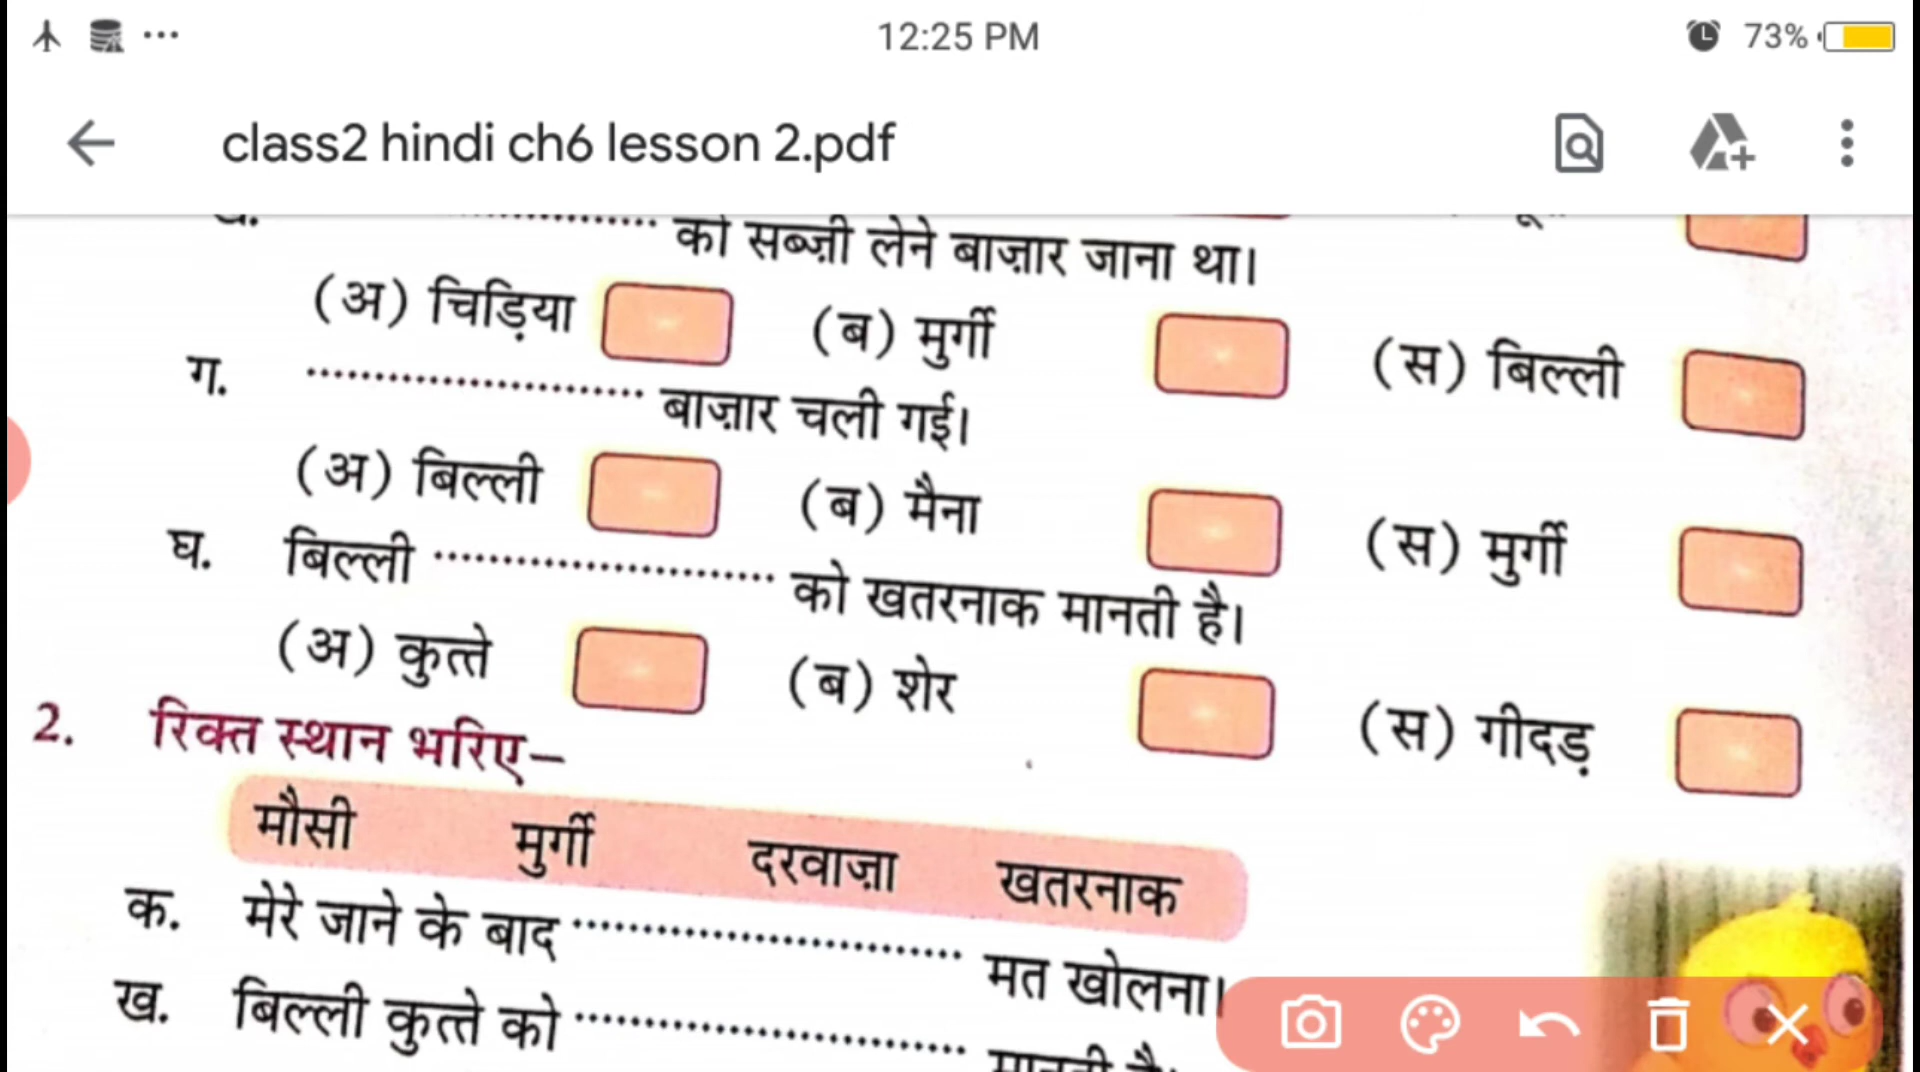 12:25 PM
73%
class2 hindi ch6 lesson 2.pdf
........................ को सब्ज़ी लेने बाज़ार जाना था।
(अ) चिड़िया (ब) मुर्गी (स) बिल्ली
ग. ........................ बाज़ार चली गई।
(अ) बिल्ली (ब) मैना (स) मुर्गी
घ. बिल्ली ........................ को खतरनाक मानती है।
(अ) कुत्ते (ब) शेर (स) गीदड़
2. रिक्त स्थान भरिए–
मौसी मुर्गी दरवाज़ा खतरनाक
क. मेरे जाने के बाद ........................ मत खोलना।
ख. बिल्ली कुत्ते को ........................